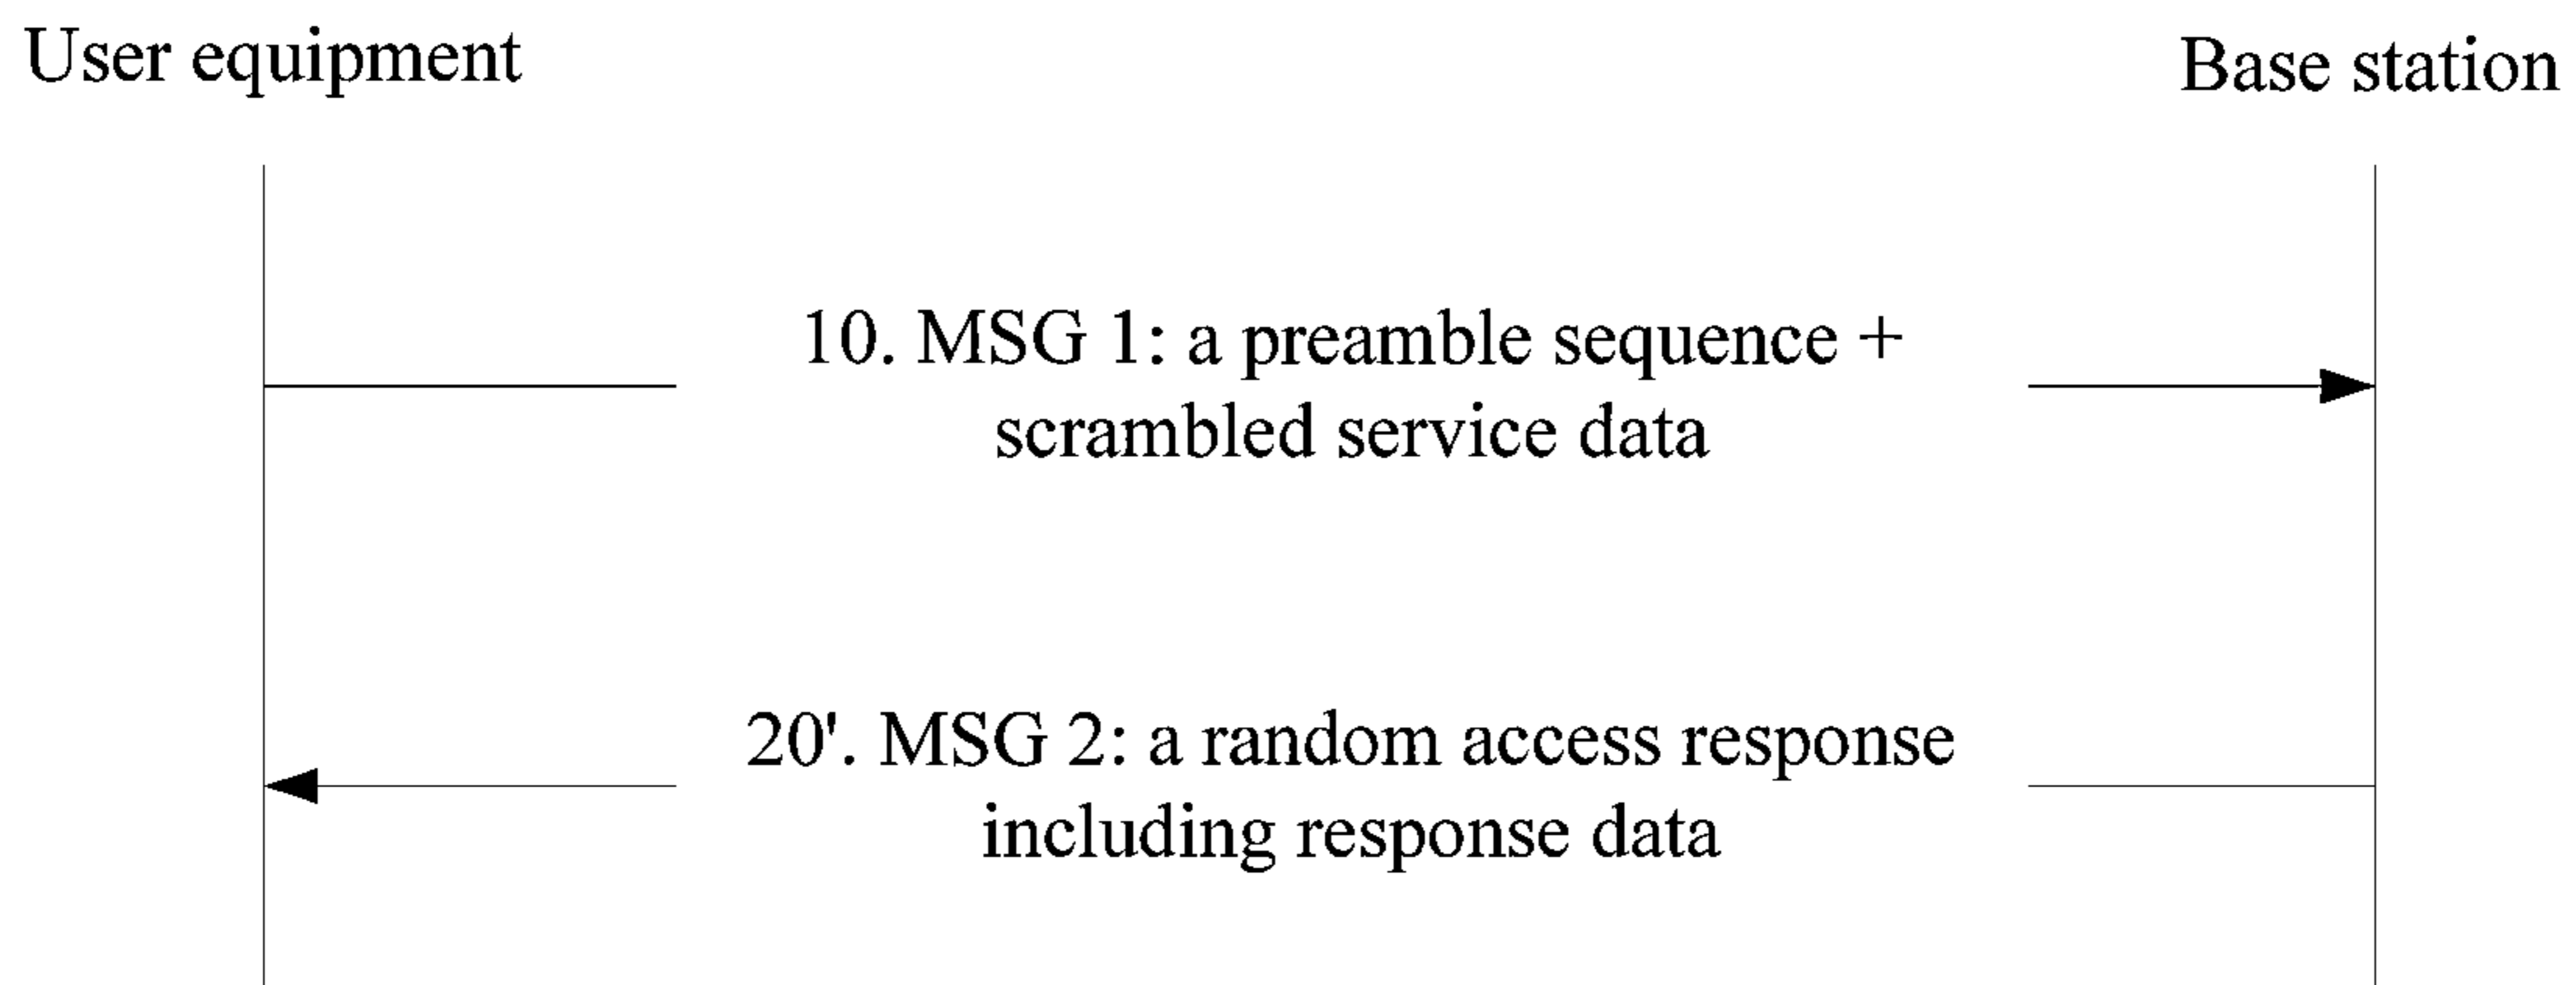 User equipment
Base station
10. MSG 1: a preamble sequence +
scrambled service data
20'. MSG 2: a random access response
including response data